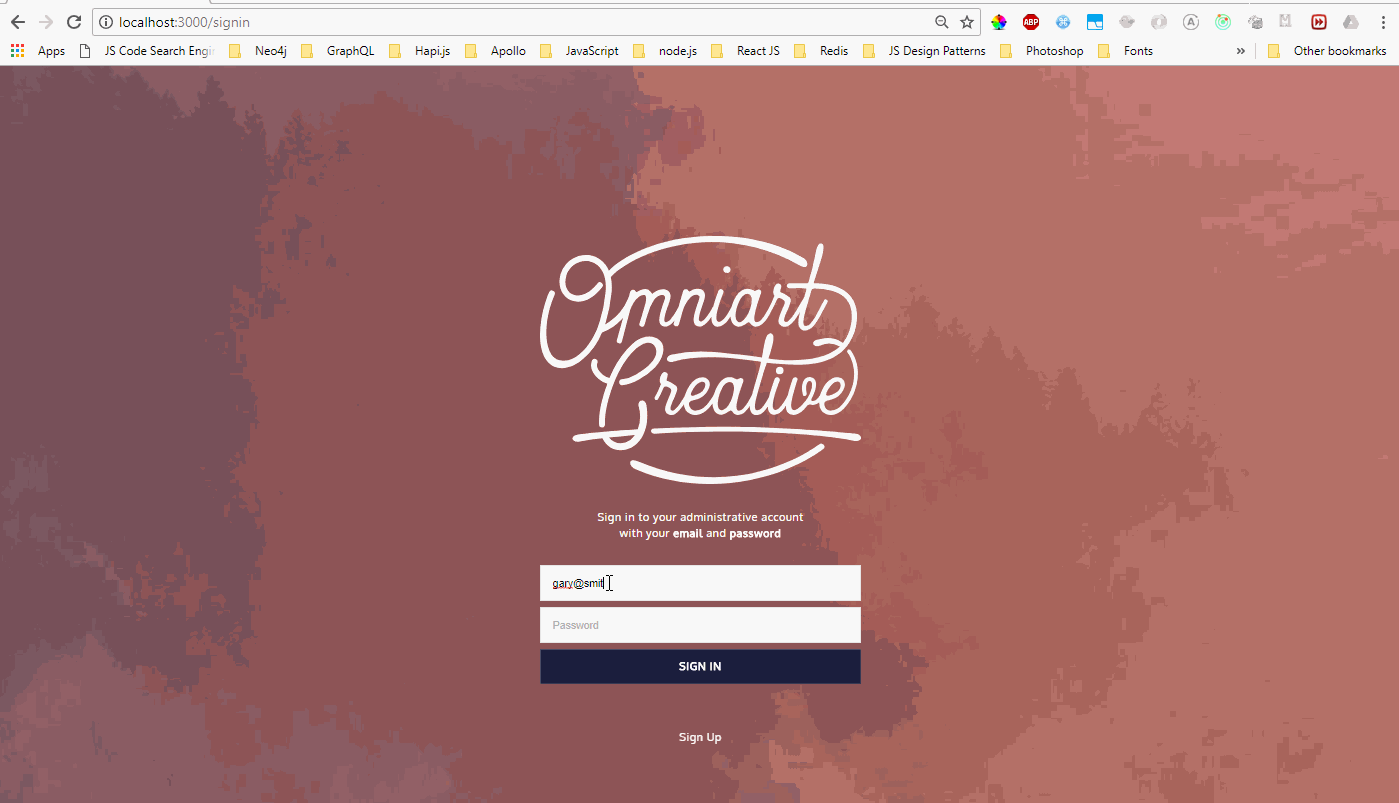 localhost:3000/signin
ABP
Apps JS Code Search Engi Neo4j GraphQL Hapi.js Apollo JavaScript node.js React JS Redis JS Design Patterns Photoshop Fonts » Other bookmarks
Omniart
Creative
Sign in to your administrative account
with your email and password
gary@smit
Password
SIGN IN
Sign Up